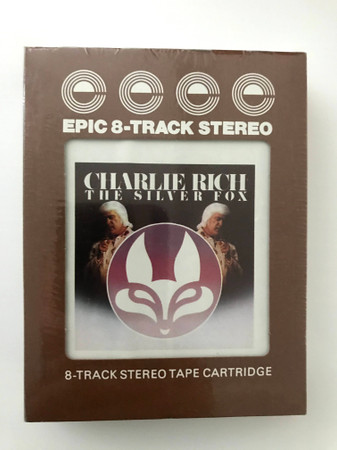 EPIC 8-TRACK STEREO
CHARLIE RICH
THE SILVER FOX
8-TRACK STEREO TAPE CARTRIDGE